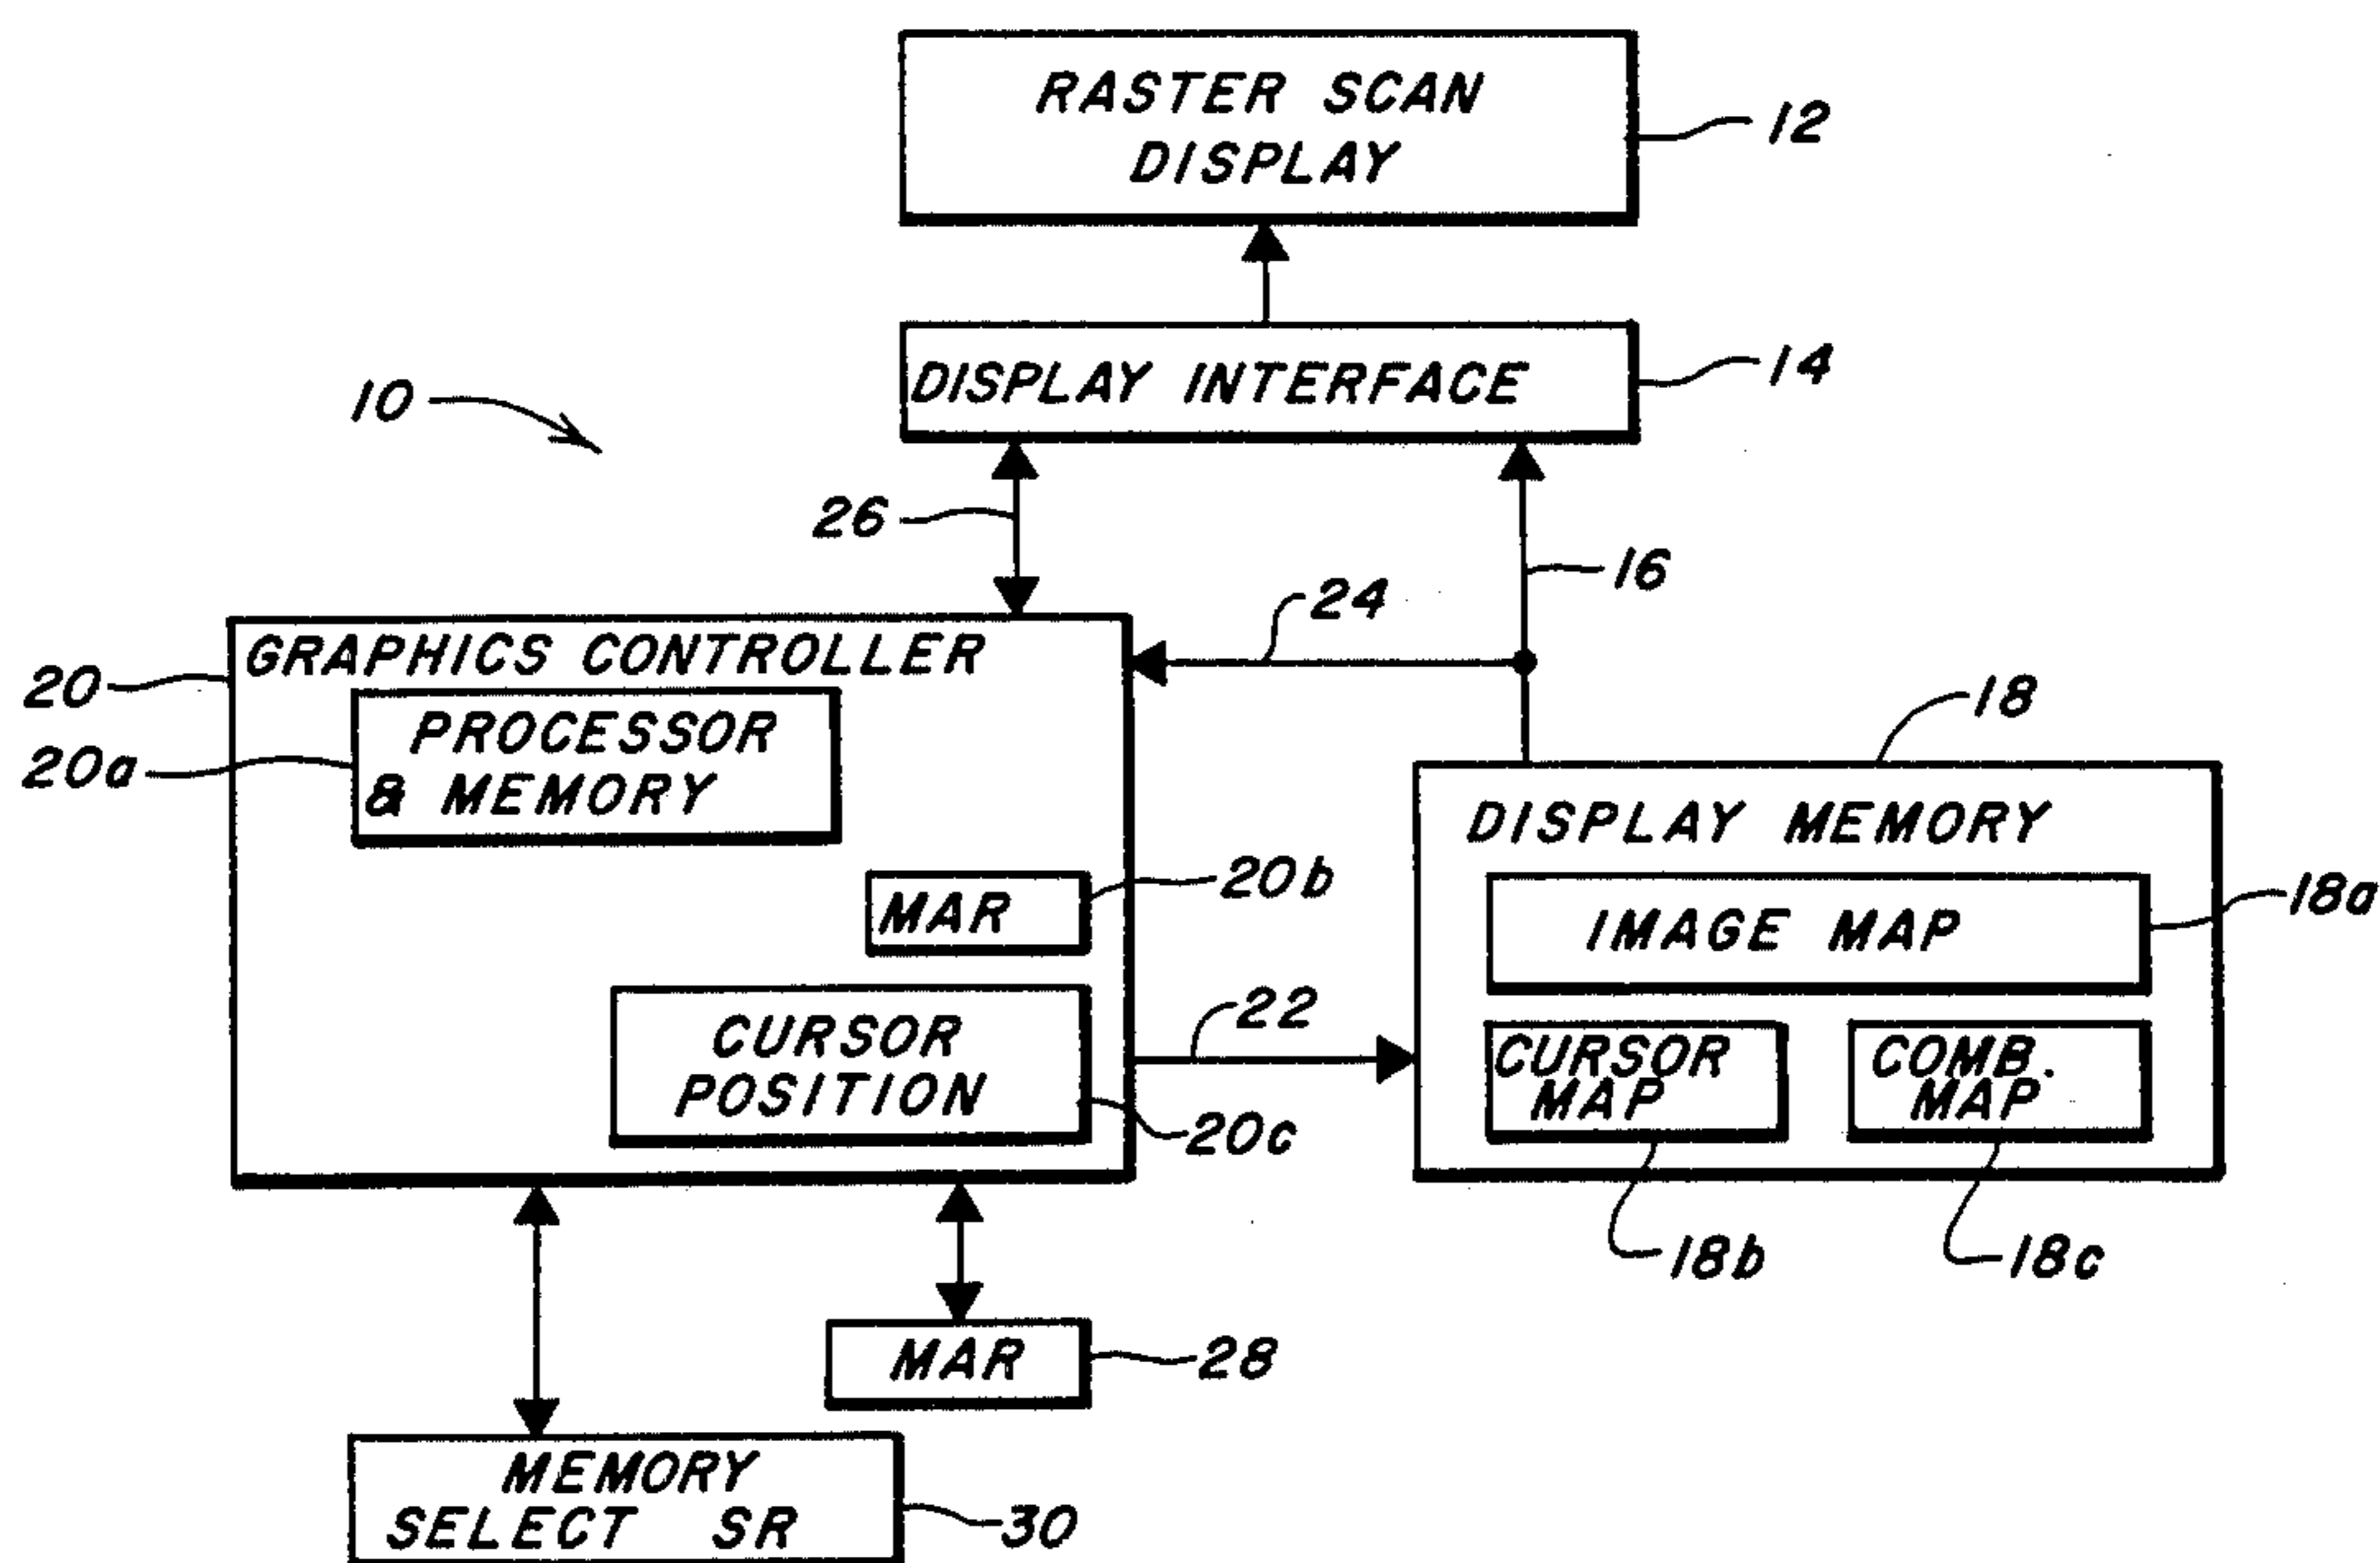 RASTER SCAN
DISPLAY
12
DISPLAY INTERFACE
14
10
26
16
24
GRAPHICS CONTROLLER
20
PROCESSOR
& MEMORY
20a
18
DISPLAY MEMORY
MAR
20b
IMAGE MAP
18a
CURSOR
POSITION
20c
22
CURSOR
MAP
COMB.
MAP
18b
18c
MAR
28
MEMORY
SELECT SR
30